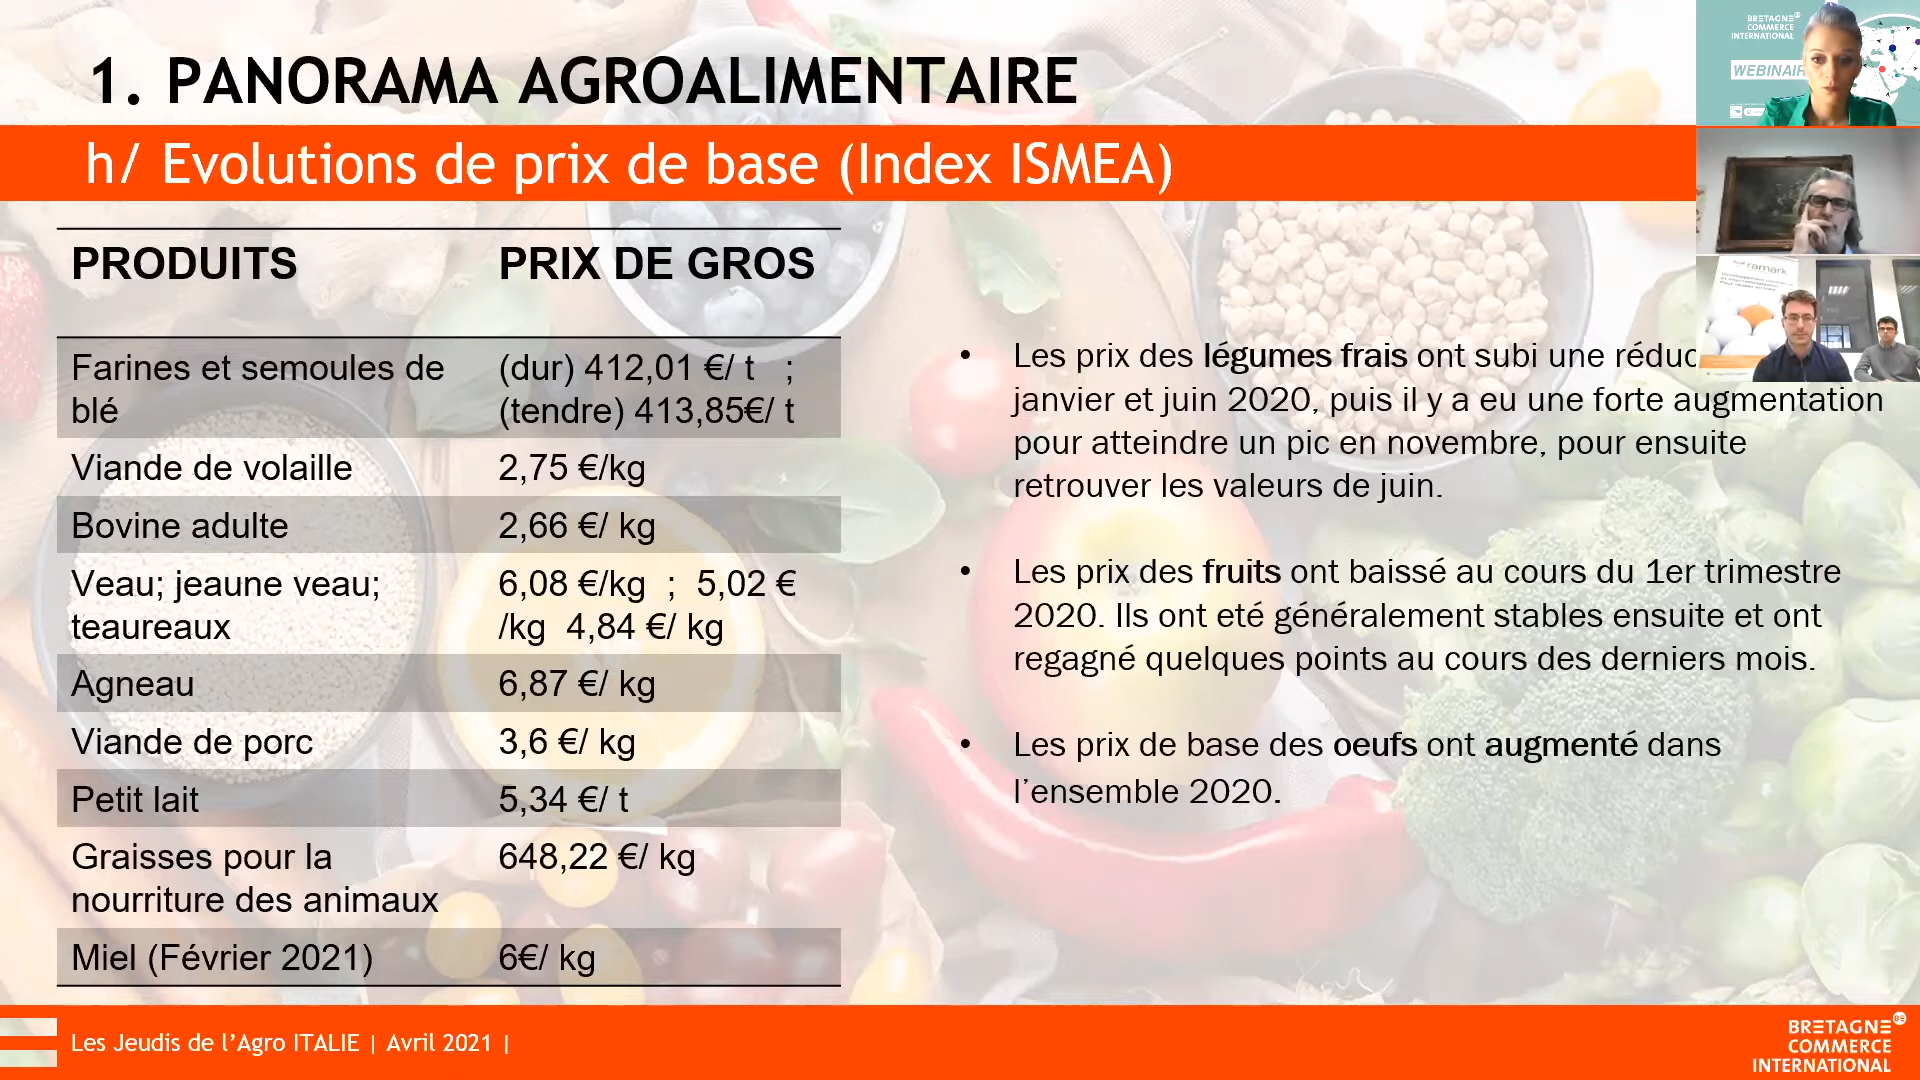 1. PANORAMA AGROALIMENTAIRE
h/ Evolutions de prix de base (Index ISMEA)
PRODUITS PRIX DE GROS
Farines et semoules de blé
(dur) 412,01 €/ t ;
(tendre) 413,85€/ t
Viande de volaille 2,75 €/kg
Bovine adulte 2,66 €/ kg
Veau; jeaune veau;
teaureaux
6,08 €/kg ; 5,02 €
/kg 4,84 €/ kg
Agneau 6,87 €/ kg
Viande de porc 3,6 €/ kg
Petit lait 5,34 €/ t
Graisses pour la
nourriture des animaux
648,22 €/ kg
Miel (Février 2021) 6€/ kg
• Les prix des légumes frais ont subi une réduc
janvier et juin 2020, puis il y a eu une forte augmentation
pour atteindre un pic en novembre, pour ensuite
retrouver les valeurs de juin.
• Les prix des fruits ont baissé au cours du 1er trimestre
2020. Ils ont eté généralement stables ensuite et ont
regagné quelques points au cours des derniers mois.
• Les prix de base des oeufs ont augmenté dans
l'ensemble 2020.
BRETAGNE
COMMERCE
INTERNATIONAL
WEBINAIR
ramark
Les Jeudis de l'Agro ITALIE | Avril 2021 |
BRETAGNE
COMMERCE
INTERNATIONAL